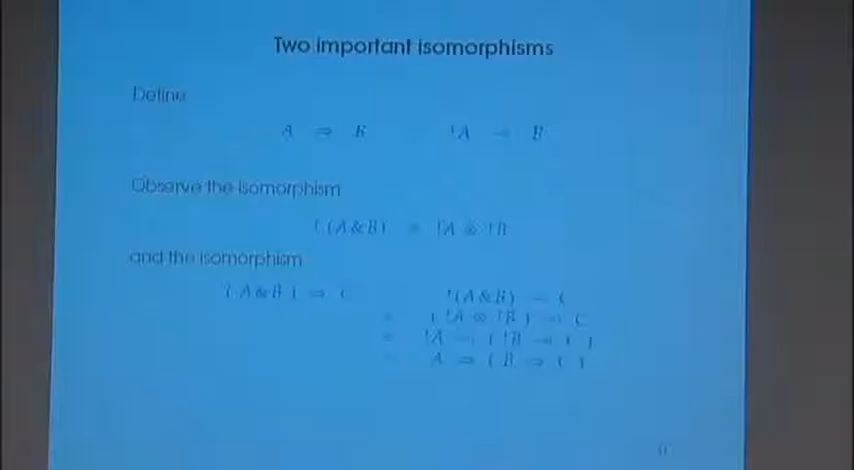 Two important isomorphisms
Define
A ⇒ B !A ⊸ B
Observe the isomorphism
! (A & B) ≅ !A ⊗ !B
and the isomorphism
( A & B ) ⇒ C !(A & B) ⊸ C
≅ ( !A ⊗ !B ) ⊸ C
≅ !A ⊸ ( !B ⊸ C )
A ⇒ ( B ⇒ C )